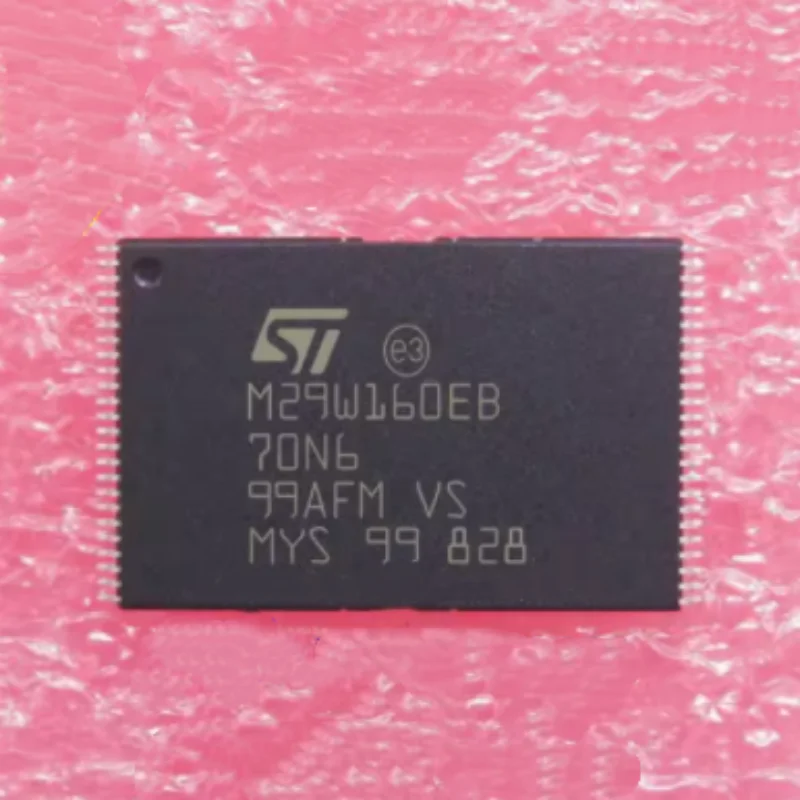 ST e3
M29W160EB
70N6
99AFM VS
MYS 99 828